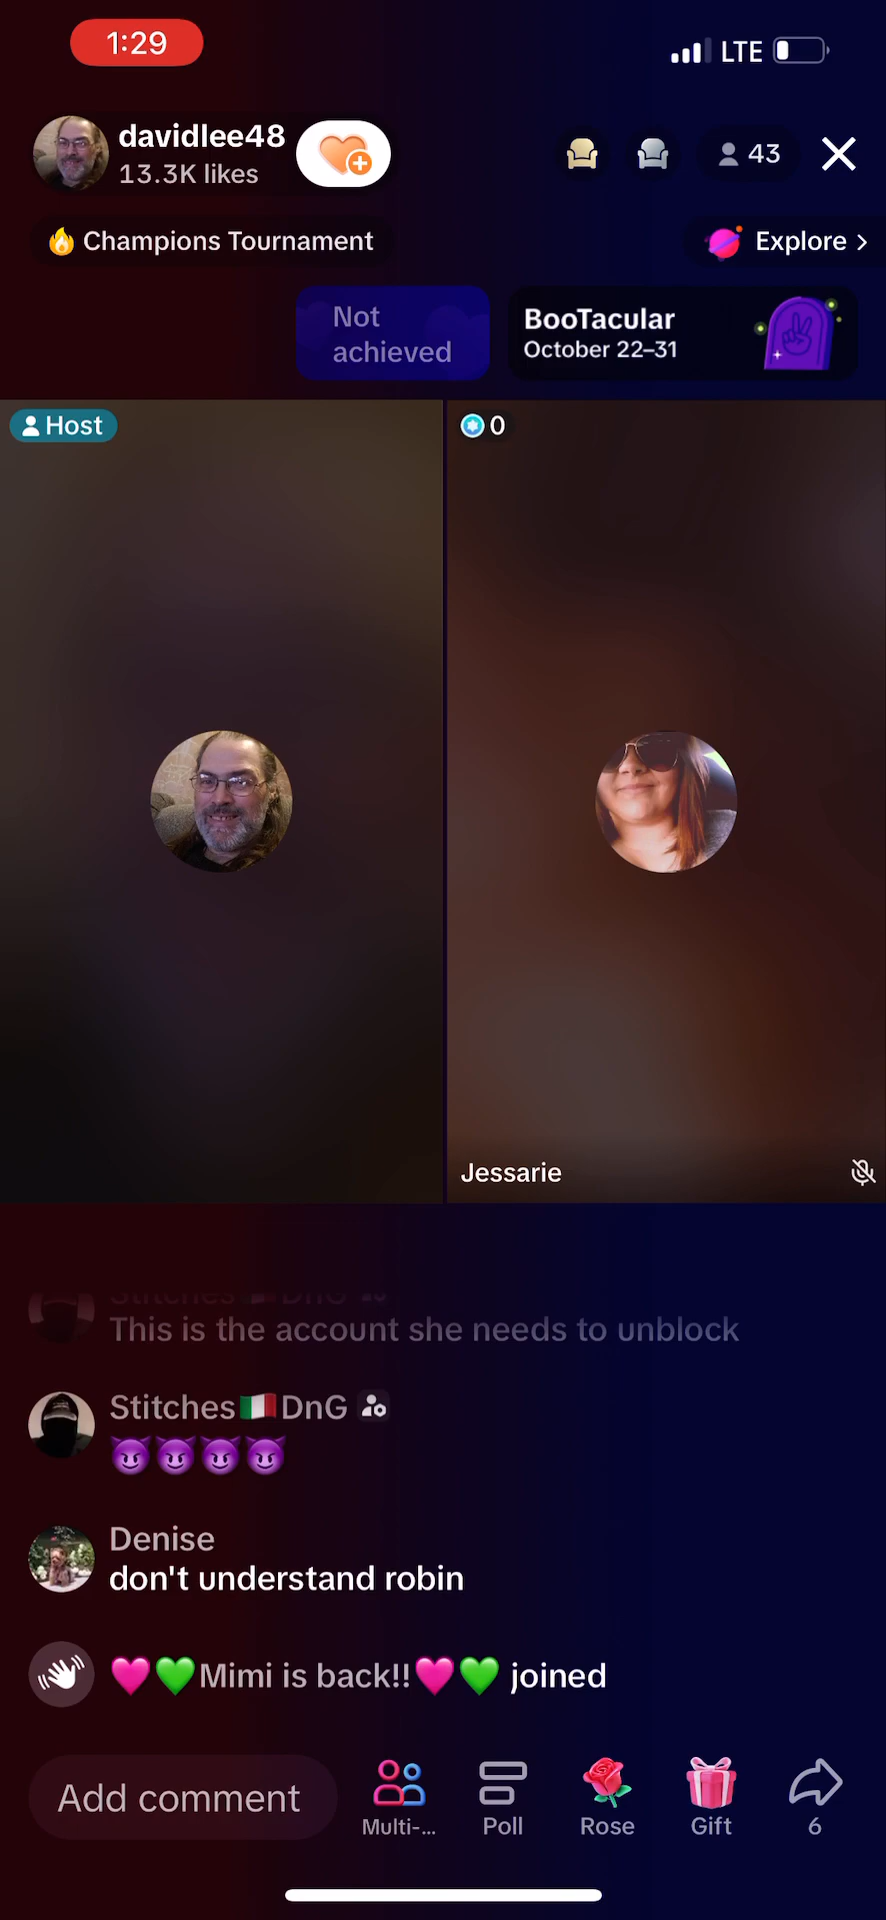 1:29
LTE
davidlee48
13.3K likes
43
Champions Tournament
Explore >
Not
achieved
BooTacular
October 22–31
Host
0
Jessarie
Stitches DnG
This is the account she needs to unblock
Stitches DnG
Denise
don't understand robin
Mimi is back!! joined
Add comment
Multi-...
Poll
Rose
Gift
6